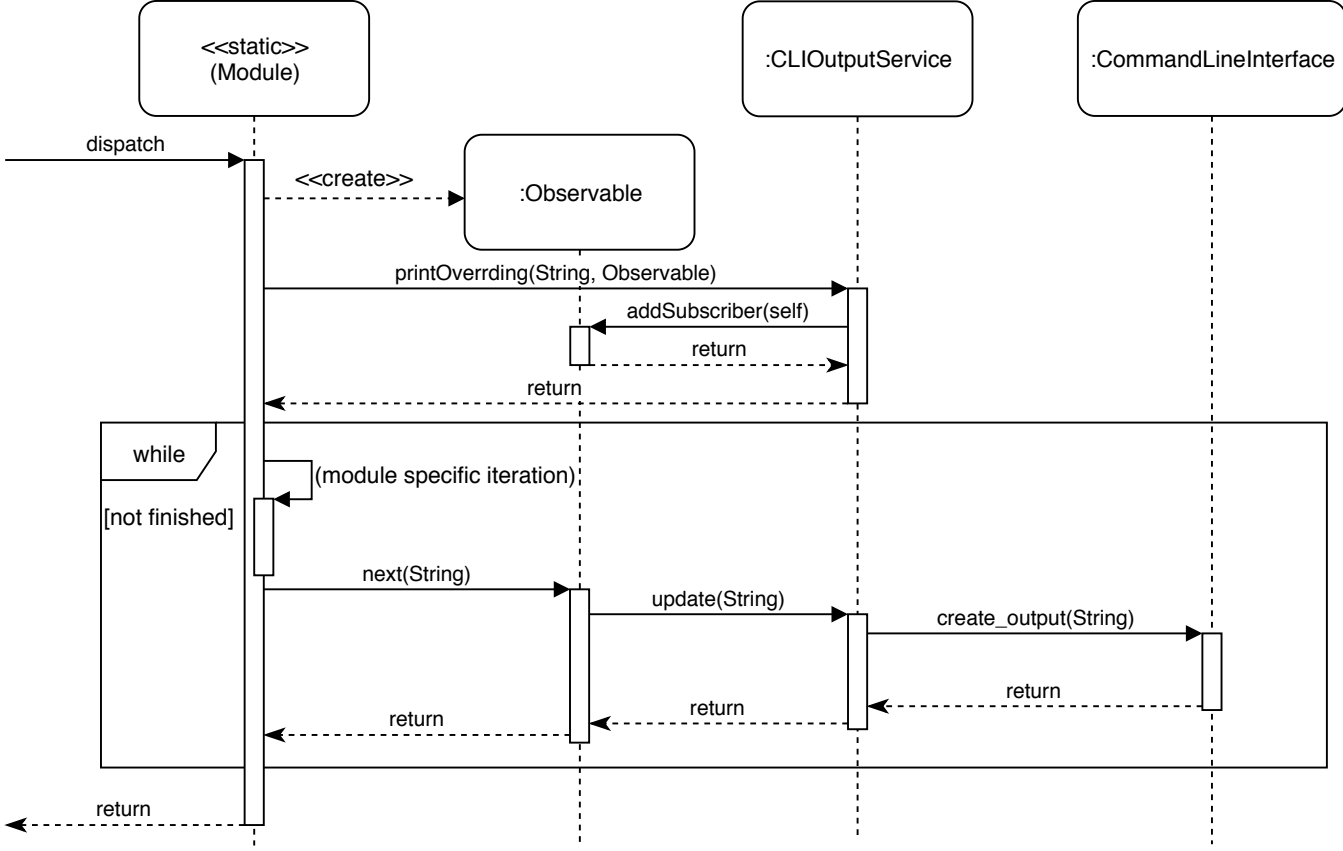 <<static>>
(Module)
:CLIOutputService
:CommandLineInterface
dispatch
<<create>>
:Observable
printOverrding(String, Observable)
addSubscriber(self)
return
return
while
(module specific iteration)
[not finished]
next(String)
update(String)
create_output(String)
return
return
return
return